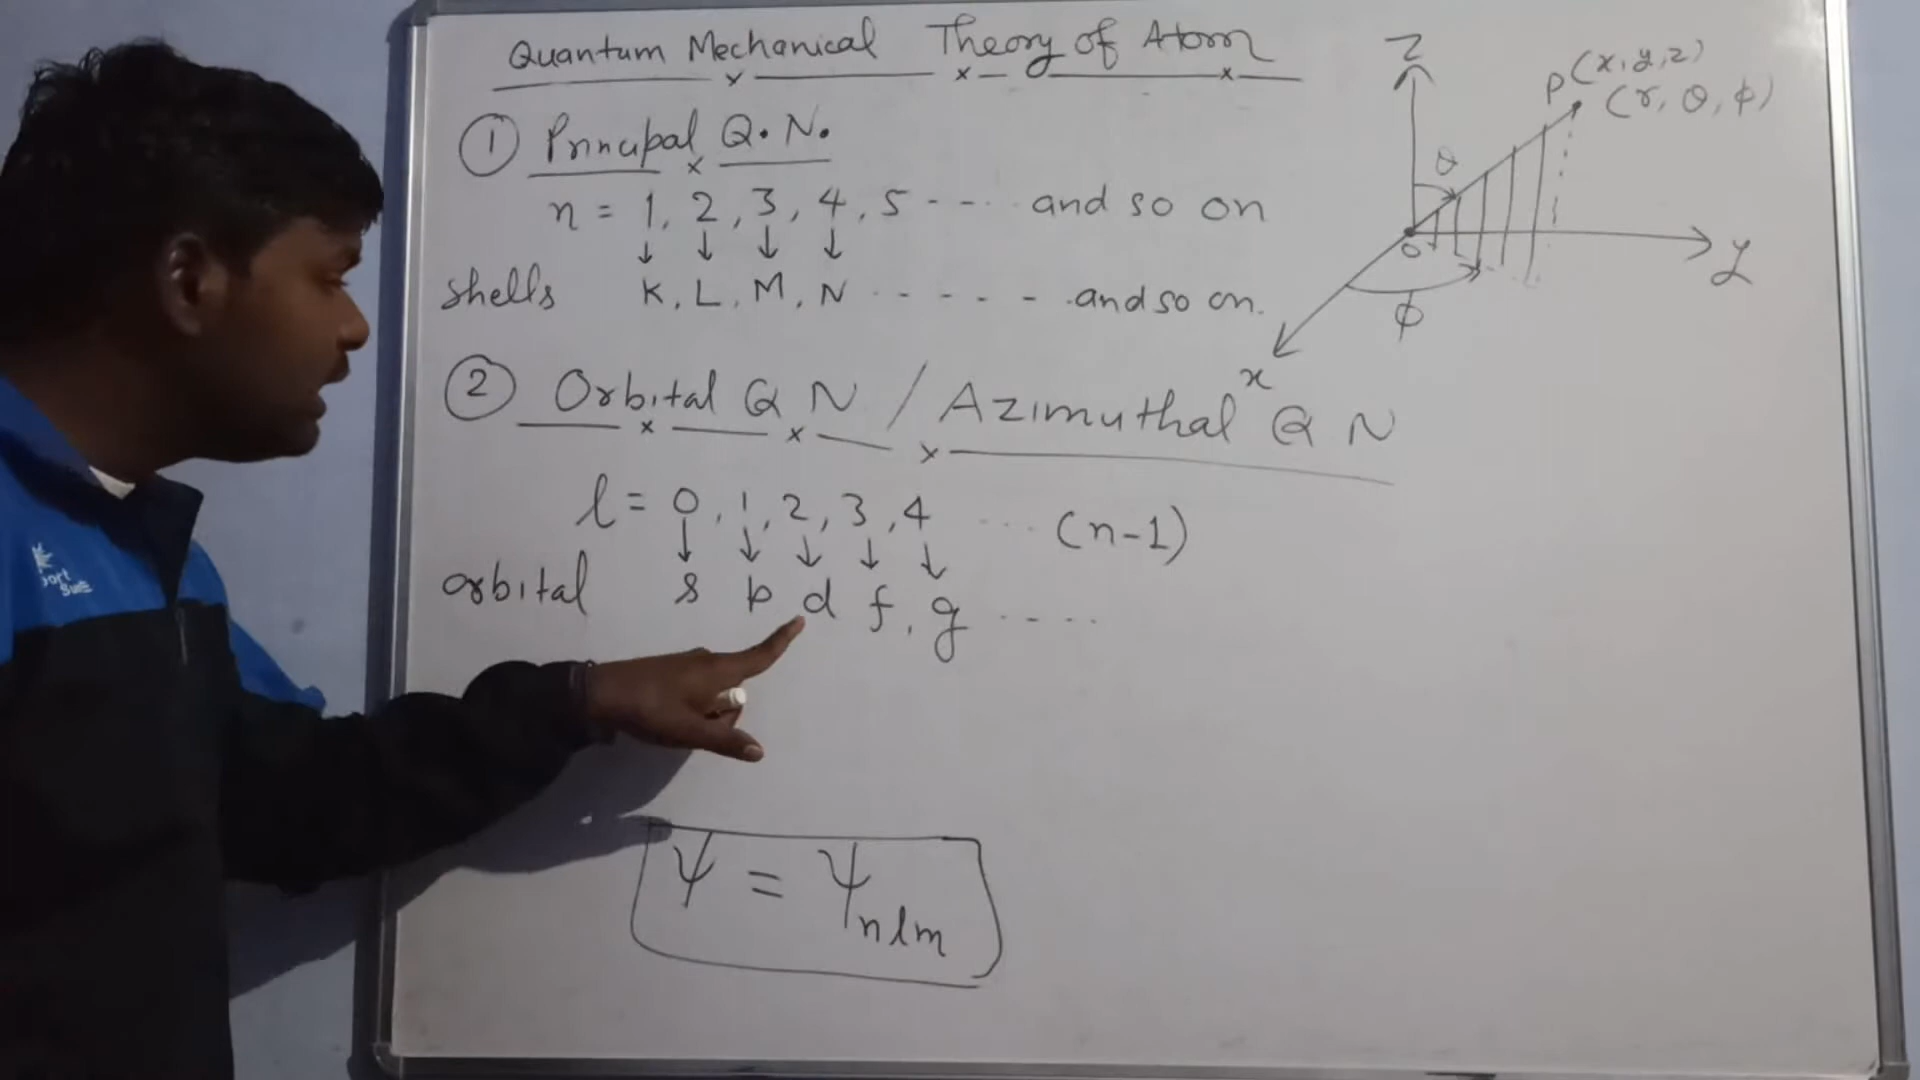 Quantum Mechanical Theory of Atom
① Principal Q.N.
n = 1, 2, 3, 4, 5 - - - and so on
↓ ↓ ↓ ↓
Shells K, L, M, N - - - - - and so on.
② Orbital Q N / Azimuthal Q N
l = 0, 1, 2, 3, 4 ..... (n-1)
↓ ↓ ↓ ↓ ↓
orbital s p d f, g - - - -
Ψ = Ψnlm
Z
P(x, y, z)
(r, θ, φ)
θ
O
y
φ
x